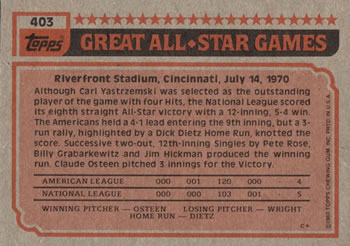 403
Topps
GREAT ALL★STAR GAMES
Riverfront Stadium, Cincinnati, July 14, 1970
Although Carl Yastrzemski was selected as the outstanding
player of the game with four Hits, the National League scored
its eighth straight All-Star victory with a 12-inning, 5-4 win.
The Americans held a 4-1 lead entering the 9th inning, but a 3-
run rally, highlighted by a Dick Dietz Home Run, knotted the
score. Successive two-out, 12th-Inning Singles by Pete Rose,
Billy Grabarkewitz and Jim Hickman produced the winning
run. Claude Osteen pitched 3 innings for the Victory.
AMERICAN LEAGUE 000 001 120 000 - 4
NATIONAL LEAGUE 000 000 103 001 - 5
WINNING PITCHER — OSTEEN LOSING PITCHER — WRIGHT
HOME RUN — DIETZ
C*